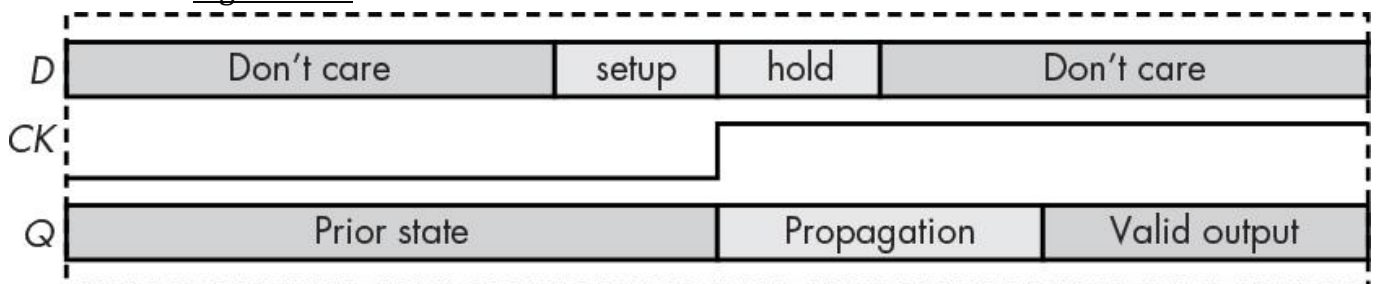 D Don't care setup hold Don't care
CK
Q Prior state Propagation Valid output